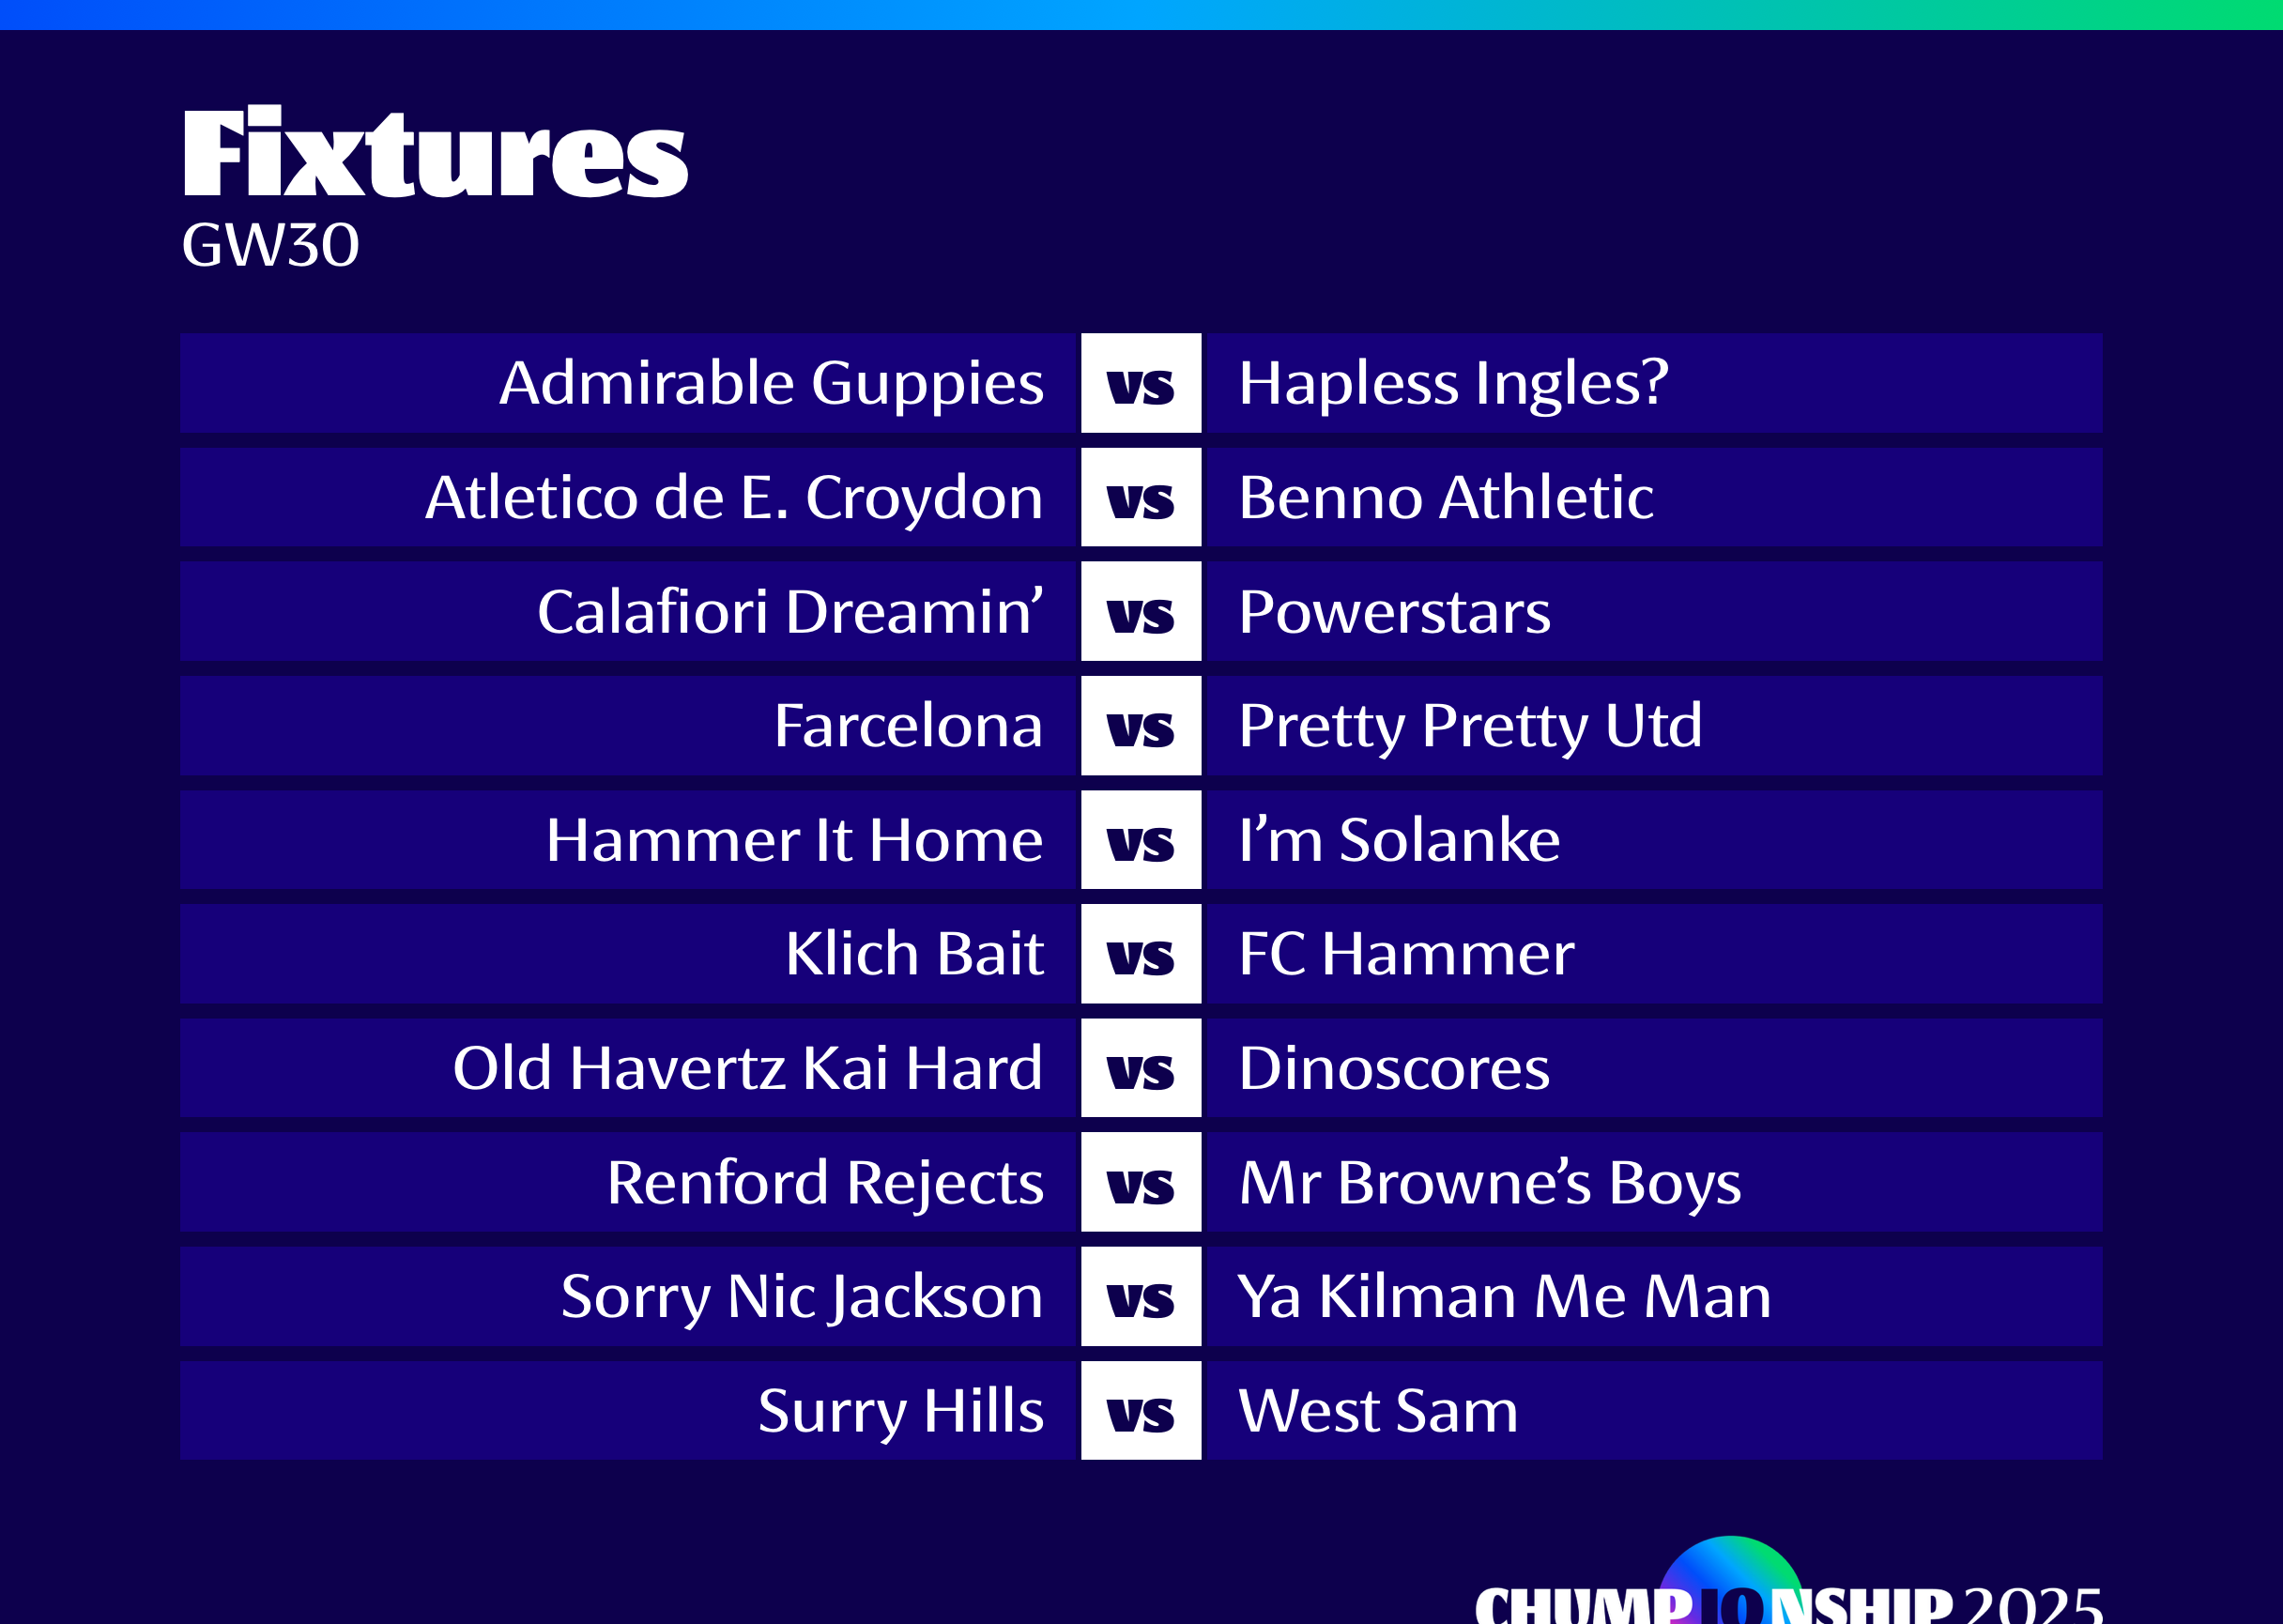 Fixtures
GW30
Admirable Guppies vs Hapless Ingles?
Atletico de E. Croydon vs Benno Athletic
Calafiori Dreamin’ vs Powerstars
Farcelona vs Pretty Pretty Utd
Hammer It Home vs I’m Solanke
Klich Bait vs FC Hammer
Old Havertz Kai Hard vs Dinoscores
Renford Rejects vs Mr Browne’s Boys
Sorry Nic Jackson vs Ya Kilman Me Man
Surry Hills vs West Sam
CHUMPIONSHIP 2025